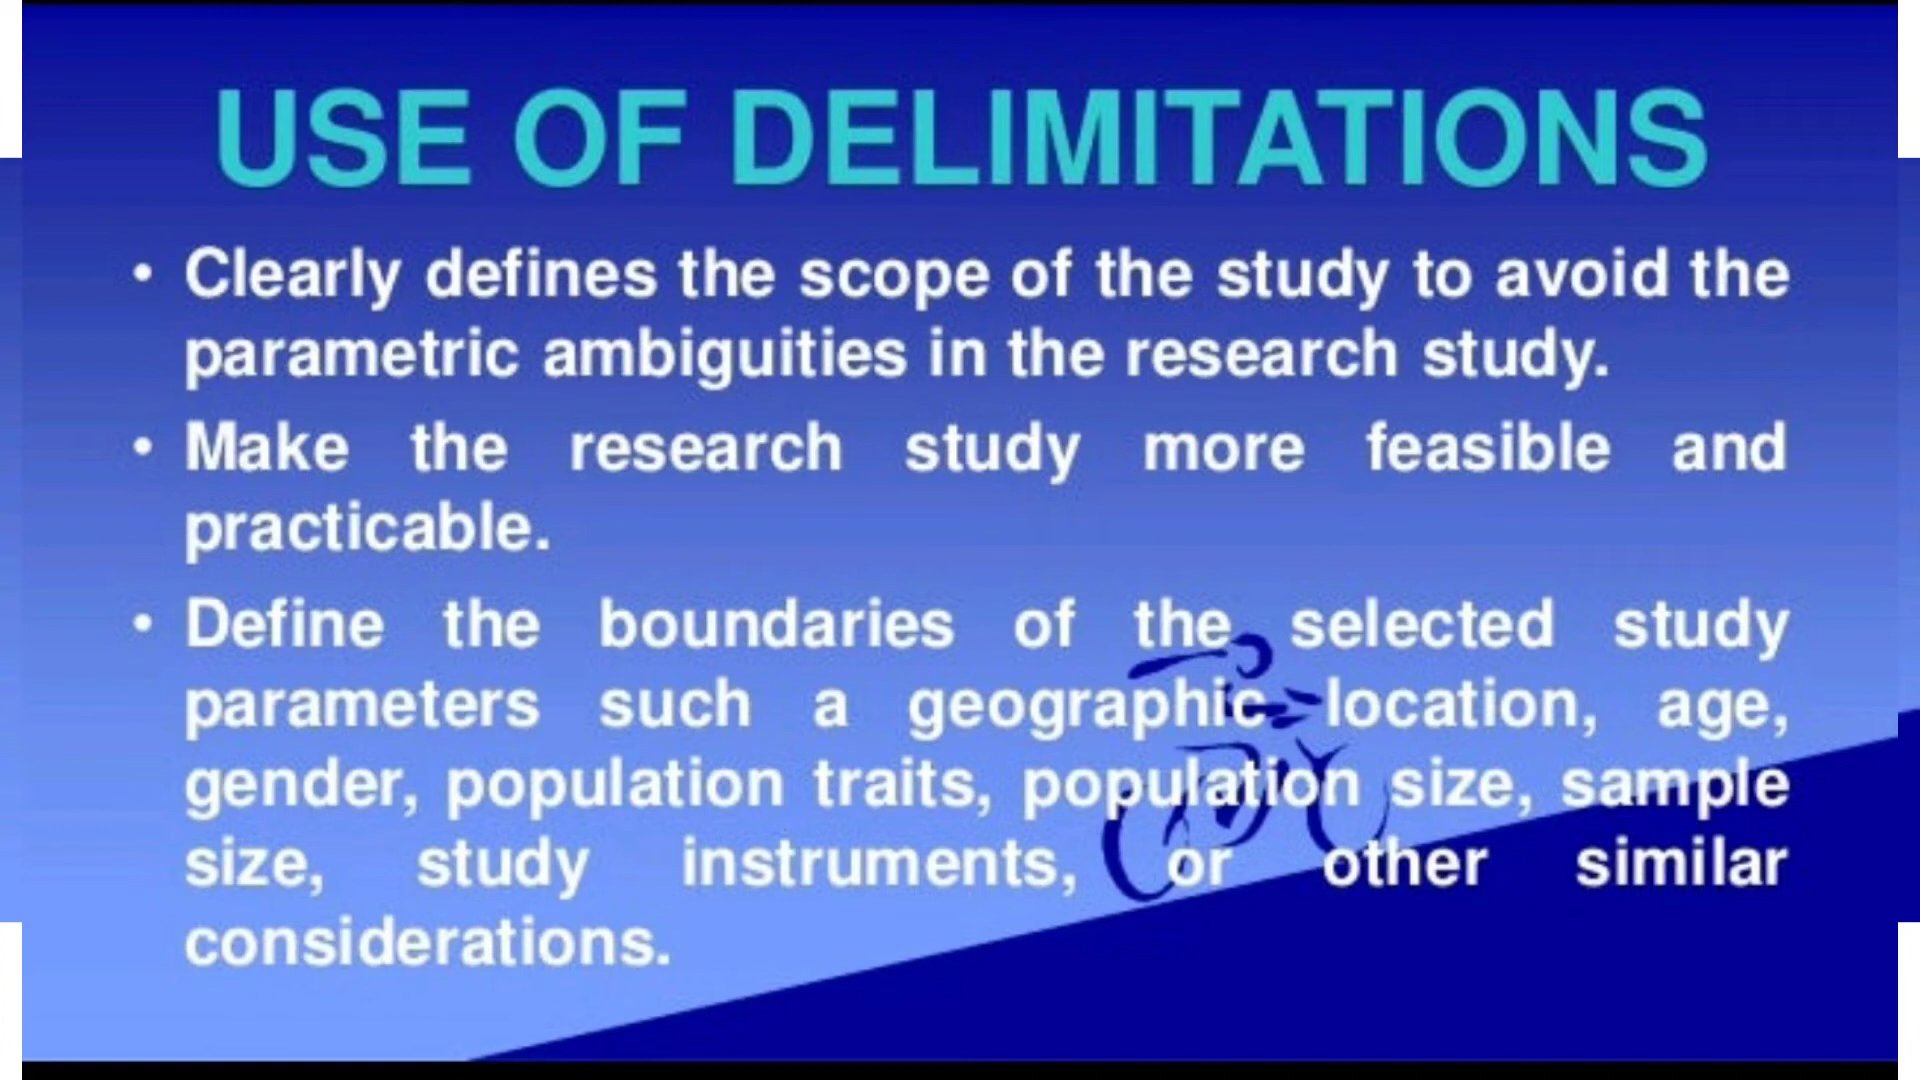 USE OF DELIMITATIONS
• Clearly defines the scope of the study to avoid the
parametric ambiguities in the research study.
• Make the research study more feasible and
practicable.
• Define the boundaries of the selected study
parameters such a geographic location, age,
gender, population traits, population size, sample
size, study instruments, or other similar
considerations.